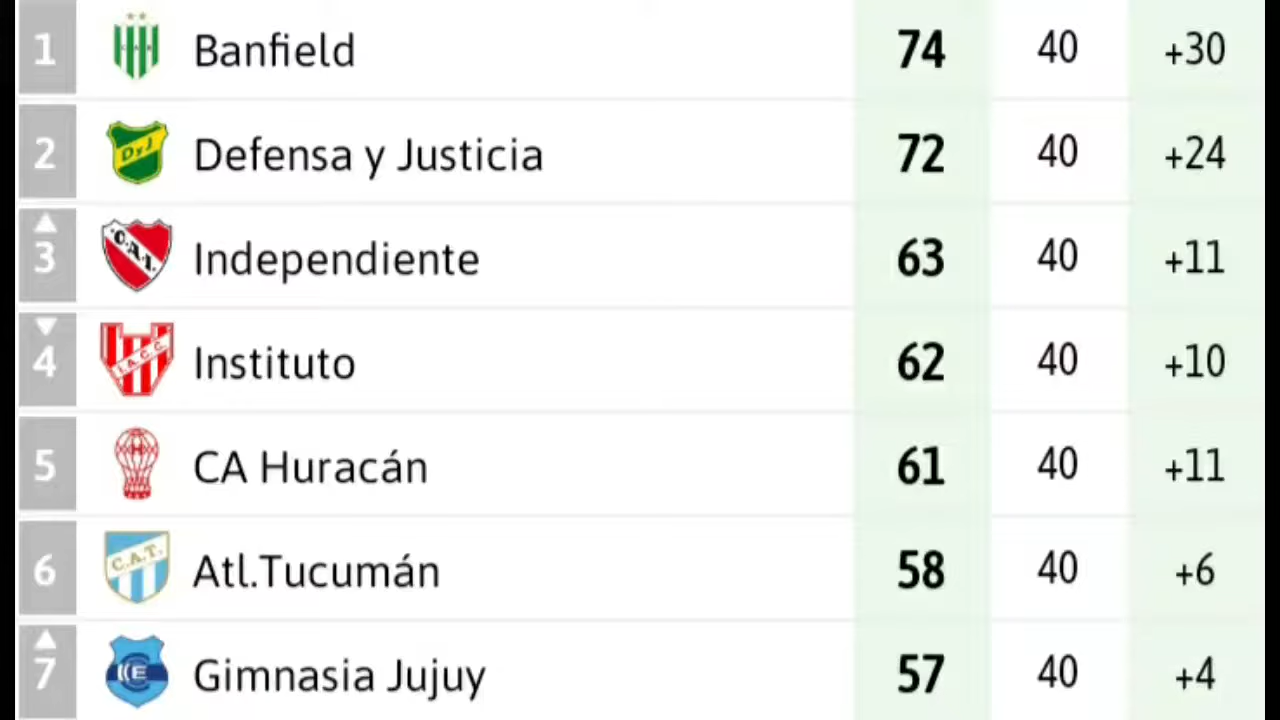 1 Banfield 74 40 +30
2 DyJ Defensa y Justicia 72 40 +24
3 C.A.I. Independiente 63 40 +11
4 I.A.C.C. Instituto 62 40 +10
5 H CA Huracán 61 40 +11
6 C.A.T. Atl.Tucumán 58 40 +6
7 Gimnasia Jujuy 57 40 +4